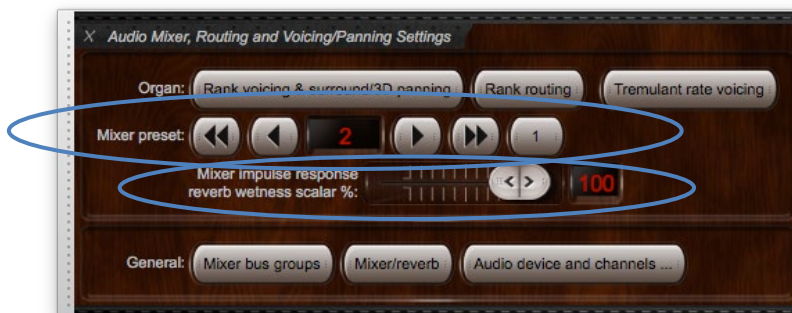 X Audio Mixer, Routing and Voicing/Panning Settings
Organ: Rank voicing & surround/3D panning Rank routing Tremulant rate voicing
Mixer preset: 2 1
Mixer impulse response
reverb wetness scalar %: 100
General: Mixer bus groups Mixer/reverb Audio device and channels ...